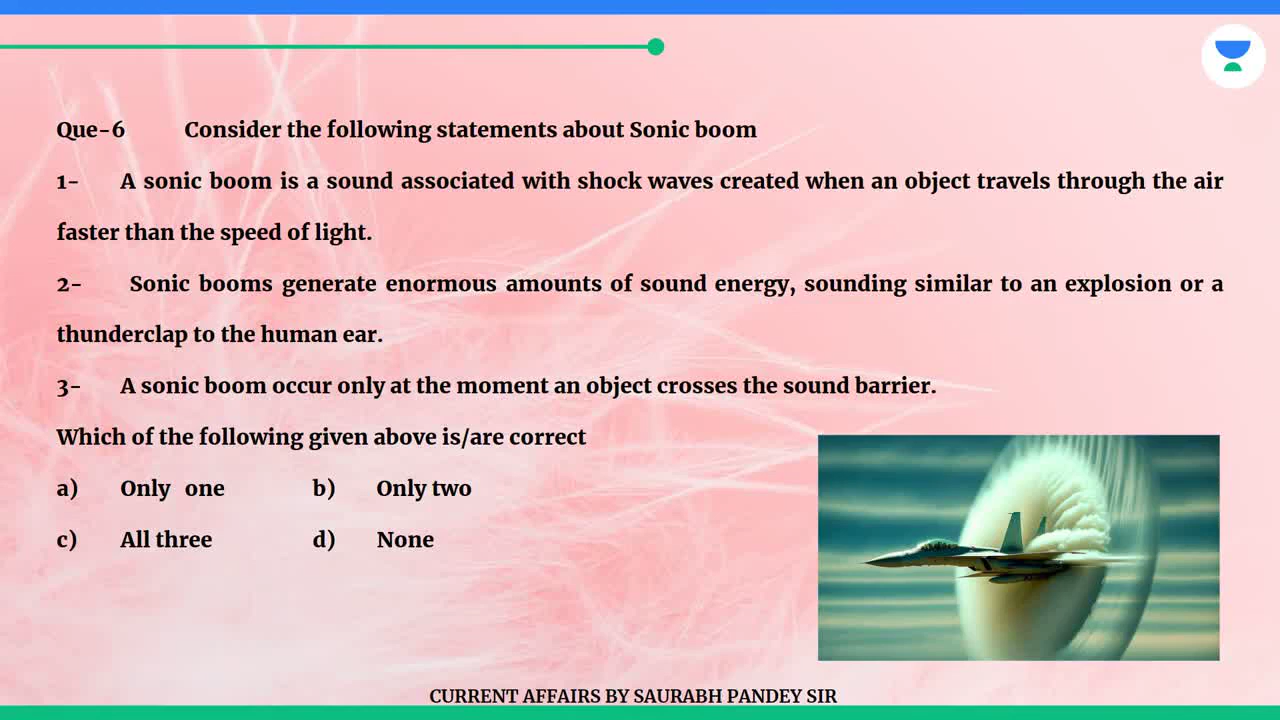 Que-6 Consider the following statements about Sonic boom
1- A sonic boom is a sound associated with shock waves created when an object travels through the air
faster than the speed of light.
2- Sonic booms generate enormous amounts of sound energy, sounding similar to an explosion or a
thunderclap to the human ear.
3- A sonic boom occur only at the moment an object crosses the sound barrier.
Which of the following given above is/are correct
a) Only one b) Only two
c) All three d) None
CURRENT AFFAIRS BY SAURABH PANDEY SIR